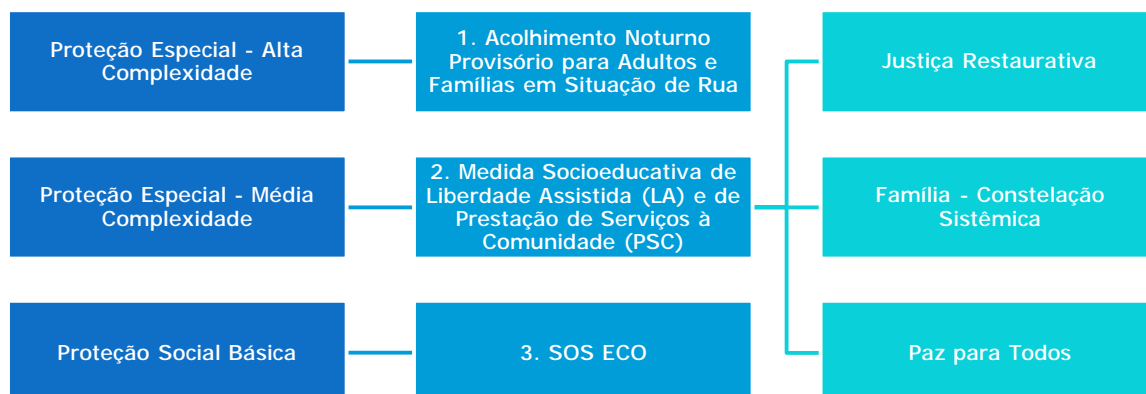 Proteção Especial - Alta
Complexidade
1. Acolhimento Noturno
Provisório para Adultos e
Famílias em Situação de Rua
Justiça Restaurativa
Proteção Especial - Média
Complexidade
2. Medida Socioeducativa de
Liberdade Assistida (LA) e de
Prestação de Serviços à
Comunidade (PSC)
Família - Constelação
Sistêmica
Proteção Social Básica
3. SOS ECO
Paz para Todos